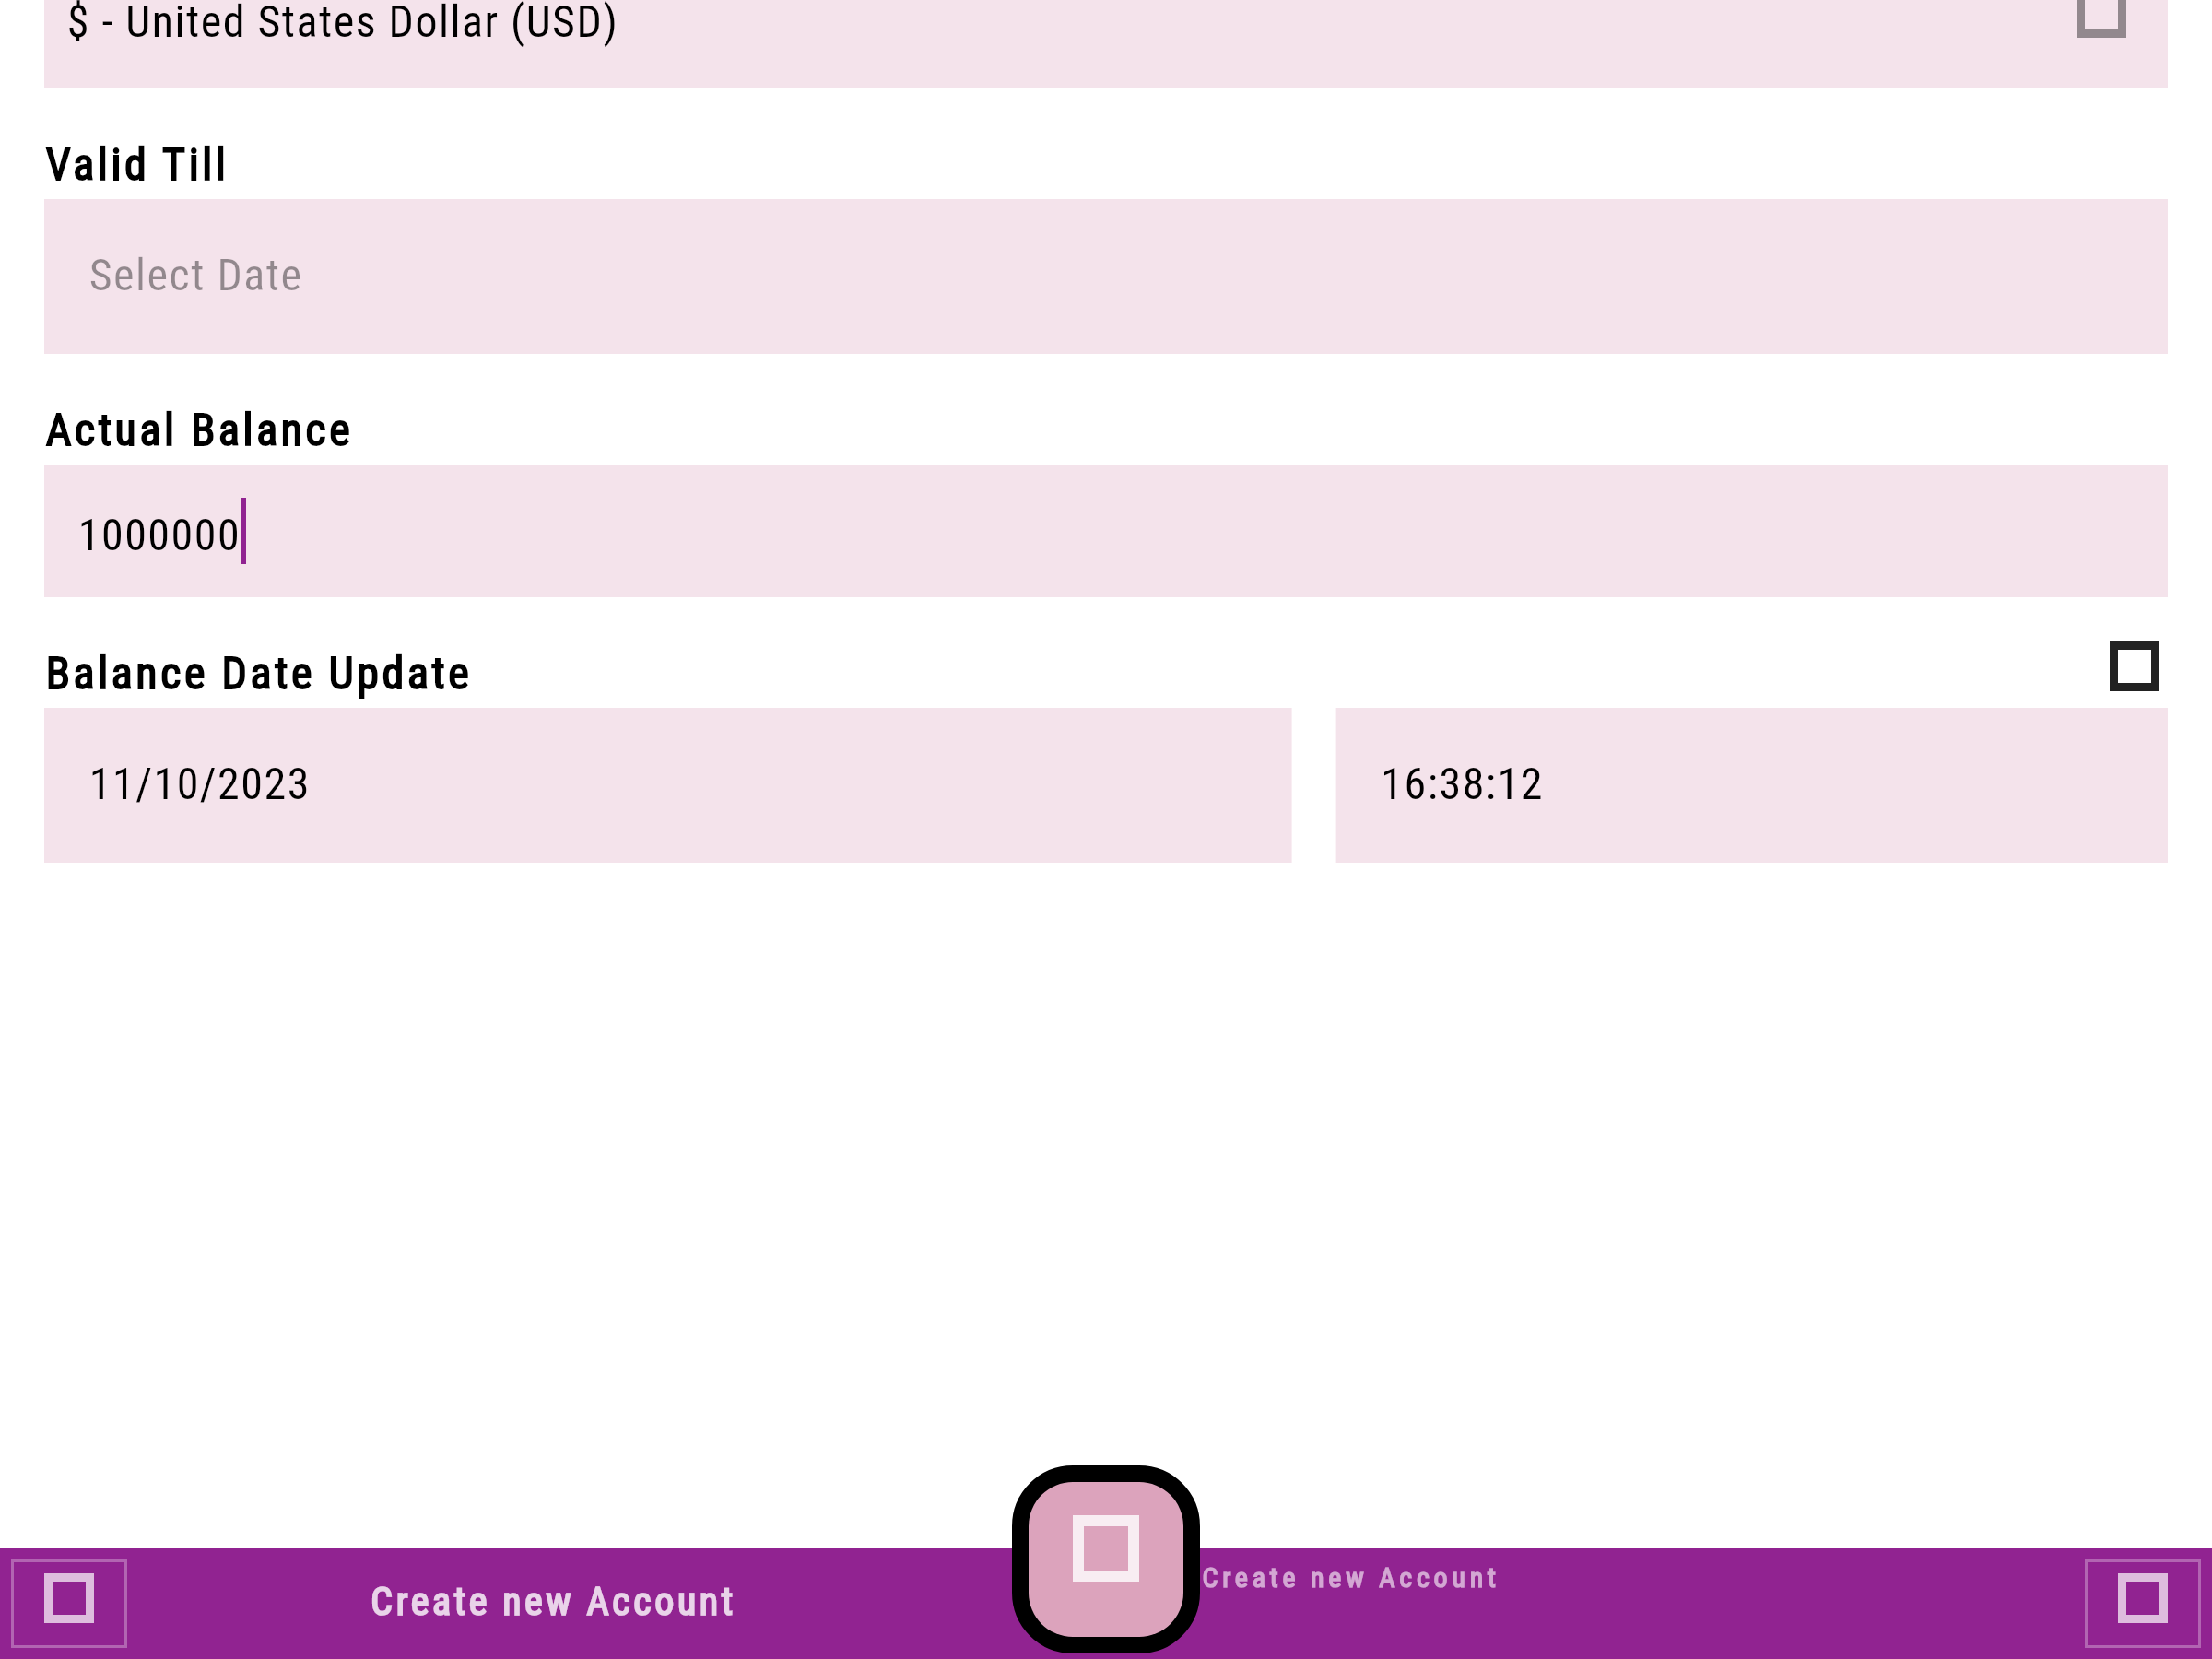 $ - United States Dollar (USD)
Valid Till
Select Date
Actual Balance
1000000
Balance Date Update
11/10/2023
16:38:12
Create new Account
Create new Account